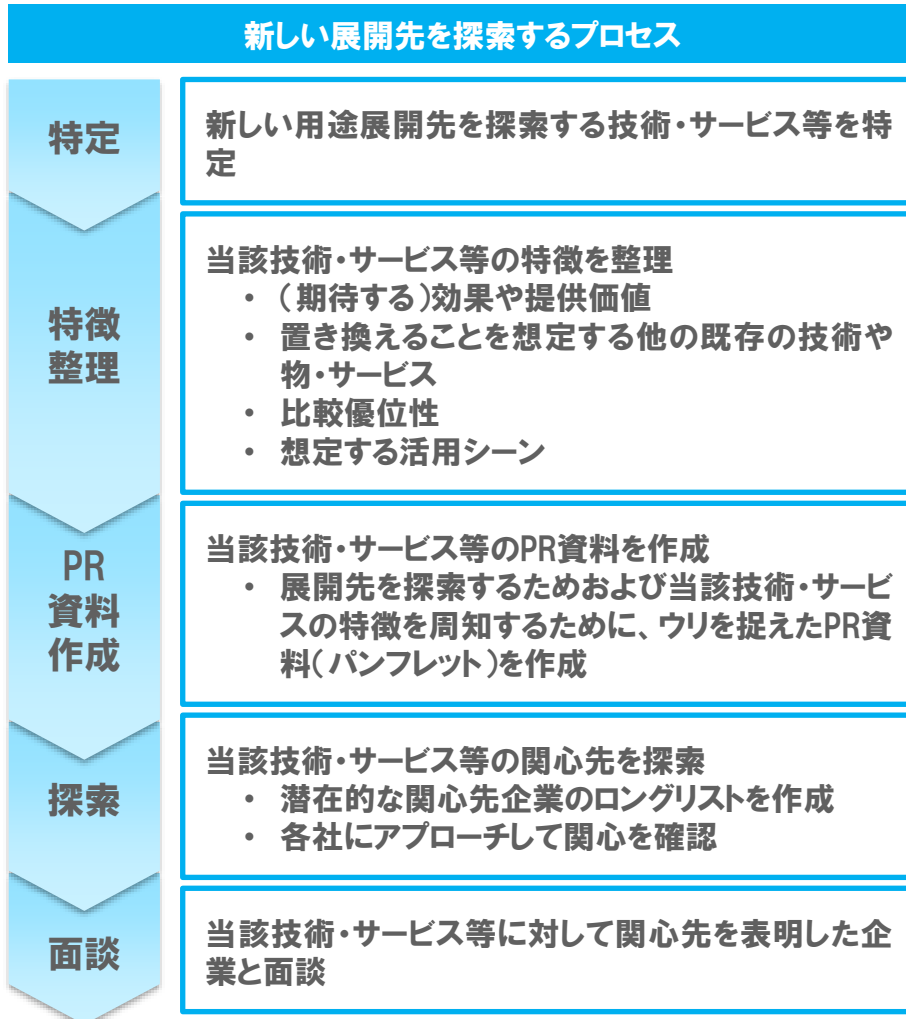 新しい展開先を探索するプロセス
特定
新しい用途展開先を探索する技術・サービス等を特
定
特徴
整理
当該技術・サービス等の特徴を整理
・ （期待する）効果や提供価値
・ 置き換えることを想定する他の既存の技術や
物・サービス
・ 比較優位性
・ 想定する活用シーン
PR
資料
作成
当該技術・サービス等のPR資料を作成
・ 展開先を探索するためおよび当該技術・サービ
スの特徴を周知するために、ウリを捉えたPR資
料（パンフレット）を作成
探索
当該技術・サービス等の関心先を探索
・ 潜在的な関心先企業のロングリストを作成
・ 各社にアプローチして関心を確認
面談
当該技術・サービス等に対して関心先を表明した企
業と面談